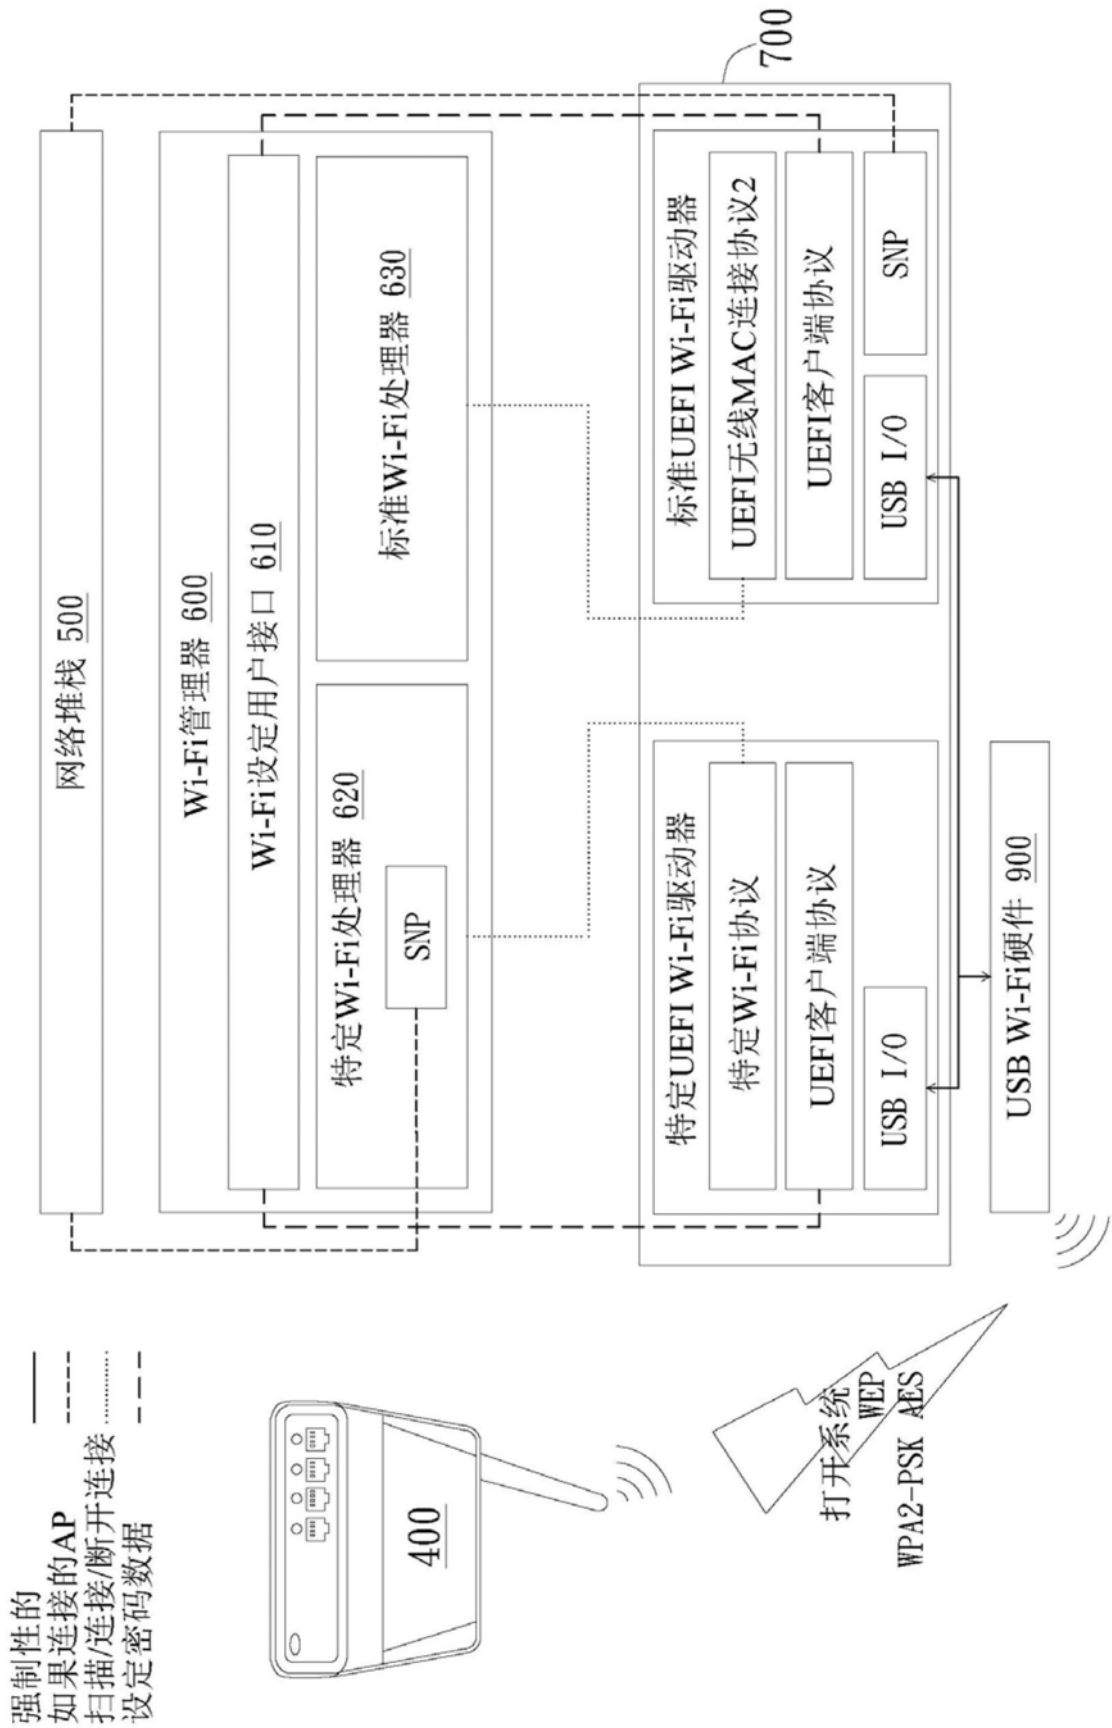 强制性的
如果连接的AP
扫描/连接/断开连接
设定密码数据
网络堆栈 500
Wi-Fi管理器 600
Wi-Fi设定用户接口 610
特定Wi-Fi处理器 620
SNP
标准Wi-Fi处理器 630
700
特定UEFI Wi-Fi驱动器
特定Wi-Fi协议
UEFI客户端协议
USB I/O
标准UEFI Wi-Fi驱动器
UEFI无线MAC连接协议2
UEFI客户端协议
USB I/O
SNP
USB Wi-Fi硬件 900
400
打开系统
WEP
WPA2-PSK AES